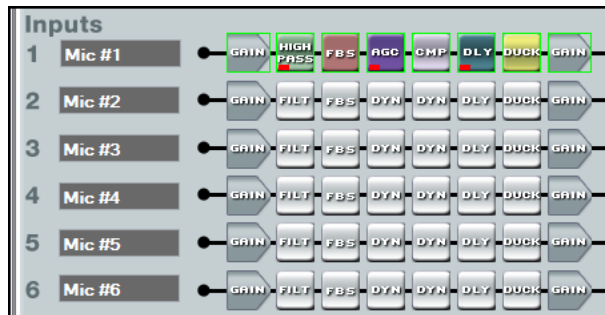 Inputs
1 Mic #1 GAIN HIGH PASS FBS AGC CMP DLY DUCK GAIN
2 Mic #2 GAIN FILT FBS DYN DYN DLY DUCK GAIN
3 Mic #3 GAIN FILT FBS DYN DYN DLY DUCK GAIN
4 Mic #4 GAIN FILT FBS DYN DYN DLY DUCK GAIN
5 Mic #5 GAIN FILT FBS DYN DYN DLY DUCK GAIN
6 Mic #6 GAIN FILT FBS DYN DYN DLY DUCK GAIN